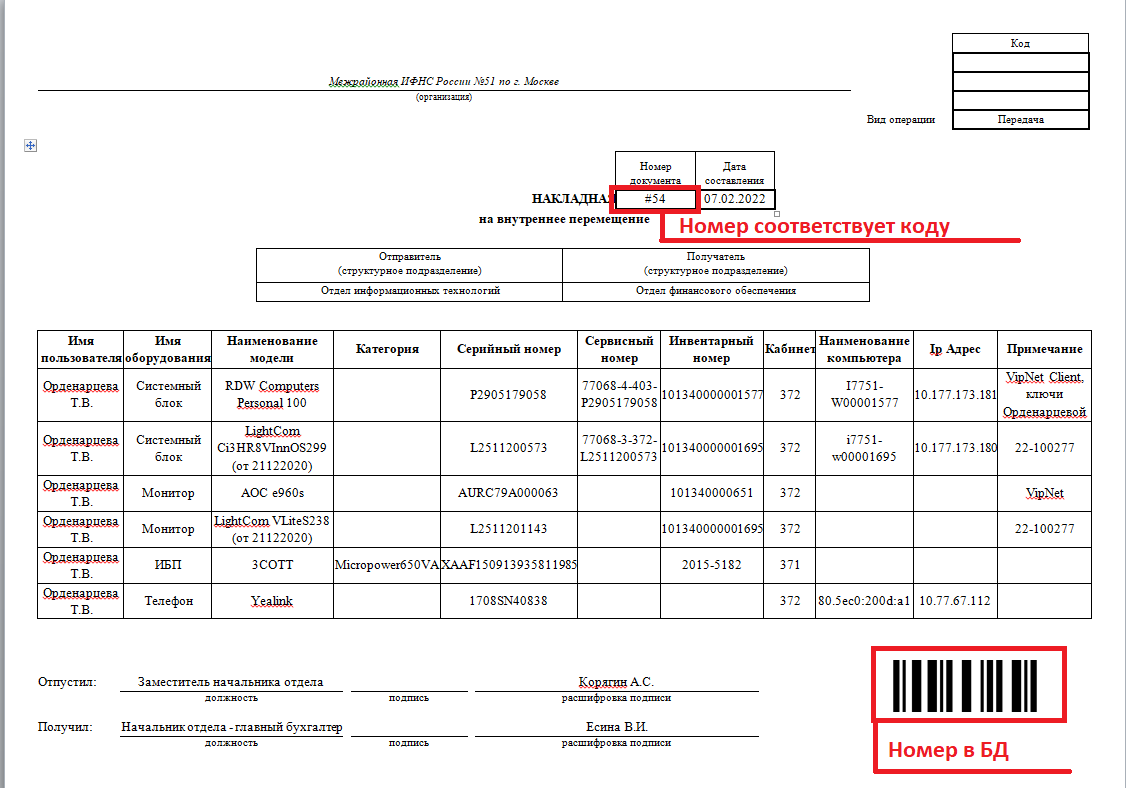 Код
Межрайонная ИФНС России №51 по г. Москве
(организация)
Вид операции
Передача
Номер документа
Дата составления
НАКЛАДНАЯ
#54
07.02.2022
на внутреннее перемещение
Номер соответствует коду
Отправитель
(структурное подразделение)
Получатель
(структурное подразделение)
Отдел информационных технологий
Отдел финансового обеспечения
Имя пользователя
Имя оборудования
Наименование модели
Категория
Серийный номер
Сервисный номер
Инвентарный номер
Кабинет
Наименование компьютера
Ip Адрес
Примечание
Орденарцева Т.В.
Системный блок
RDW Computers Personal 100
P2905179058
77068-4-403-P2905179058
101340000001577
372
I7751-W00001577
10.177.173.181
VipNet Client, ключи Орденарцевой
Орденарцева Т.В.
Системный блок
LightCom Ci3HR8VInnOS299 (от 21122020)
L2511200573
77068-3-372-L2511200573
101340000001695
372
i7751-w00001695
10.177.173.180
22-100277
Орденарцева Т.В.
Монитор
AOC e960s
AURC79A000063
101340000651
372
VipNet
Орденарцева Т.В.
Монитор
LightCom VLiteS238 (от 21122020)
L2511201143
101340000001695
372
22-100277
Орденарцева Т.В.
ИБП
3COTT
Micropower650VA
XAAF150913935811985
2015-5182
371
Орденарцева Т.В.
Телефон
Yealink
1708SN40838
372
80.5ec0:200d:a1
10.77.67.112
Отпустил:
Заместитель начальника отдела
Корягин А.С.
должность
подпись
расшифровка подписи
Получил:
Начальник отдела - главный бухгалтер
Есина В.И.
должность
подпись
расшифровка подписи
Номер в БД